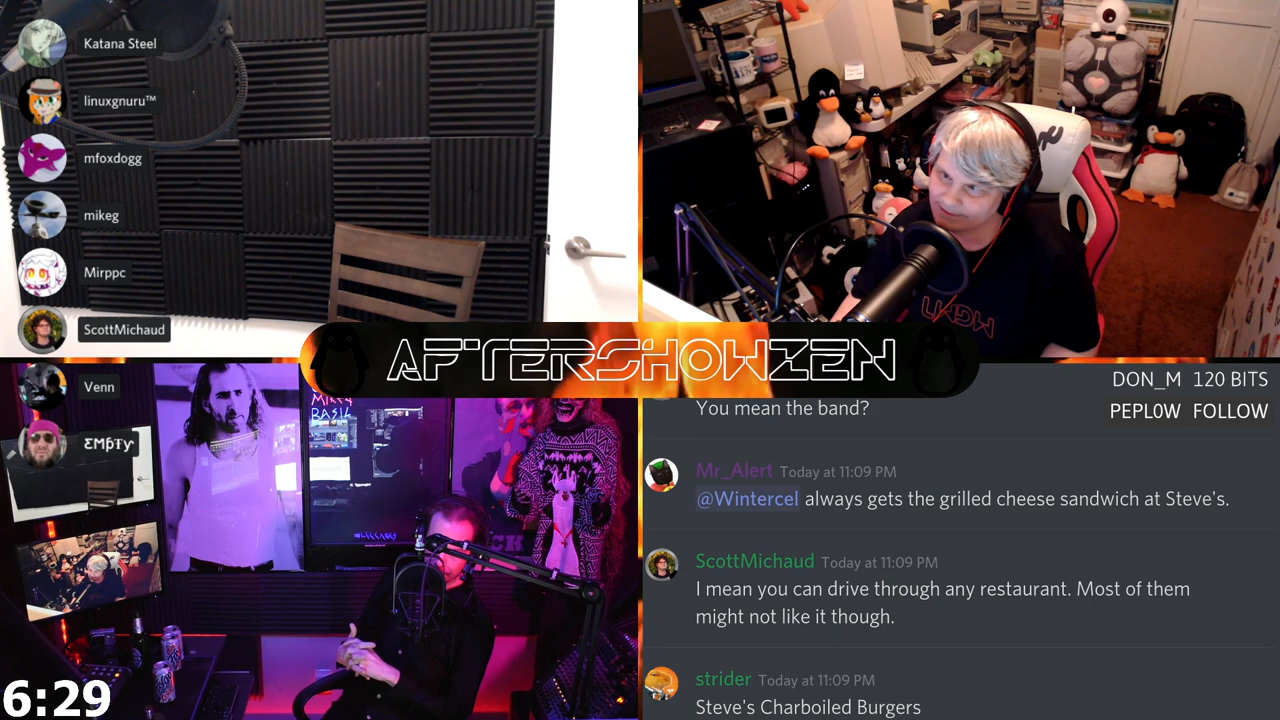 Katana Steel
linuxgnuru™
mfoxdogg
mikeg
Mirppc
ScottMichaud
Venn
ΣMƥTƴ
AFTERSHOWZEN
DON_M 120 BITS
PEPL0W FOLLOW
You mean the band?
Mr_Alert Today at 11:09 PM
@Wintercel always gets the grilled cheese sandwich at Steve's.
ScottMichaud Today at 11:09 PM
I mean you can drive through any restaurant. Most of them
might not like it though.
strider Today at 11:09 PM
Steve's Charboiled Burgers
BASIL
6:29